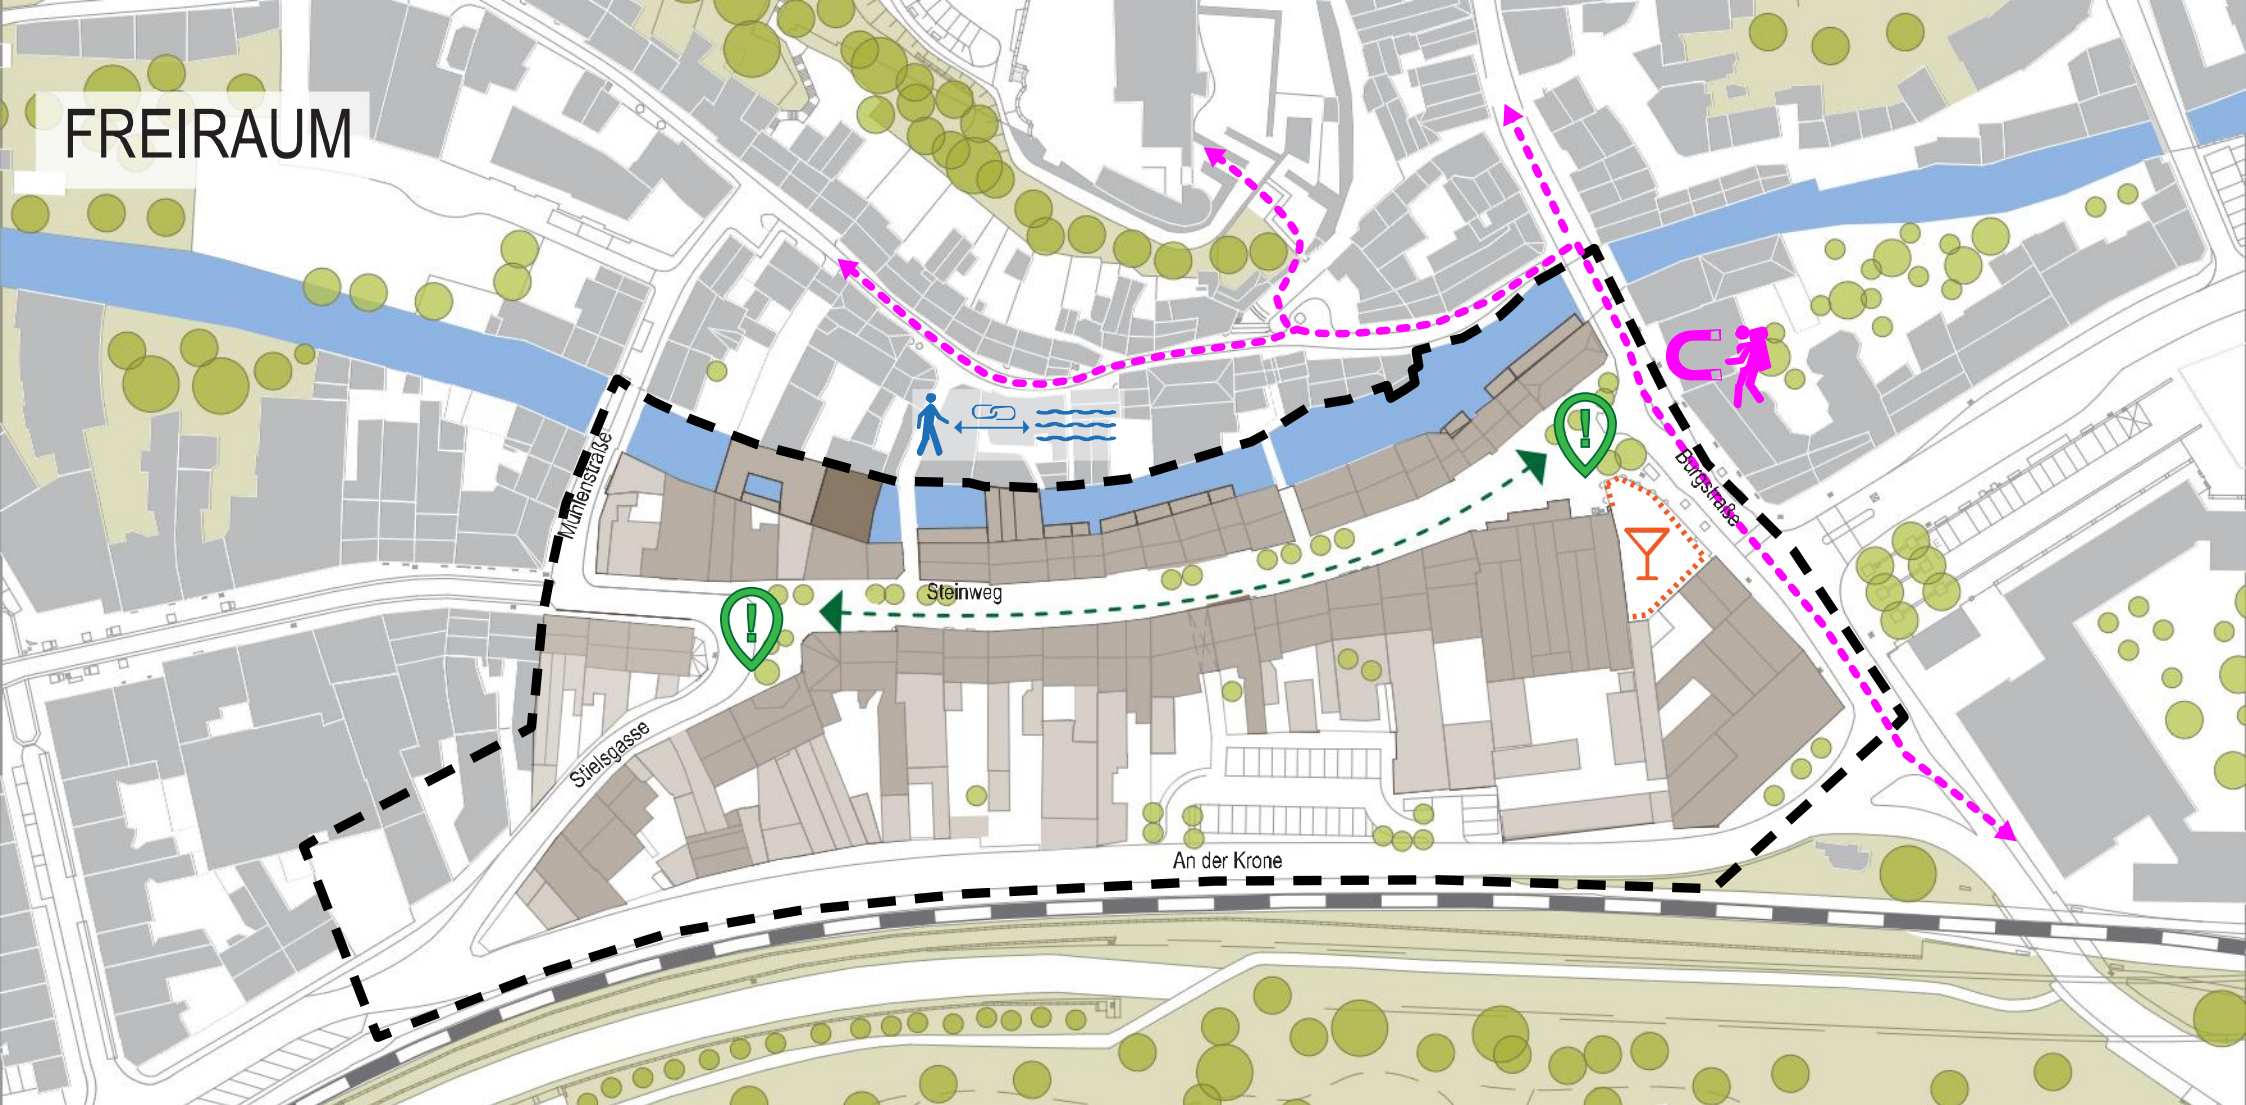 FREIRAUM
Mühlenstraße
Burgstraße
Steinweg
Stielsgasse
An der Krone